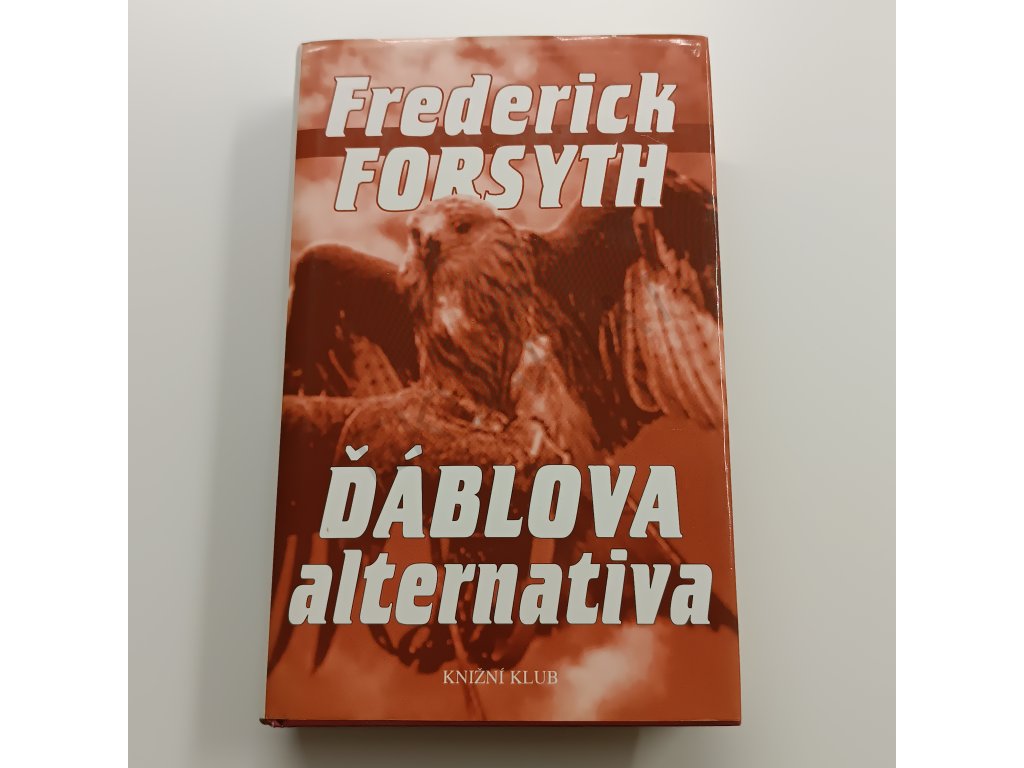 Frederick
FORSYTH
ĎÁBLOVA
alternativa
KNIŽNÍ KLUB